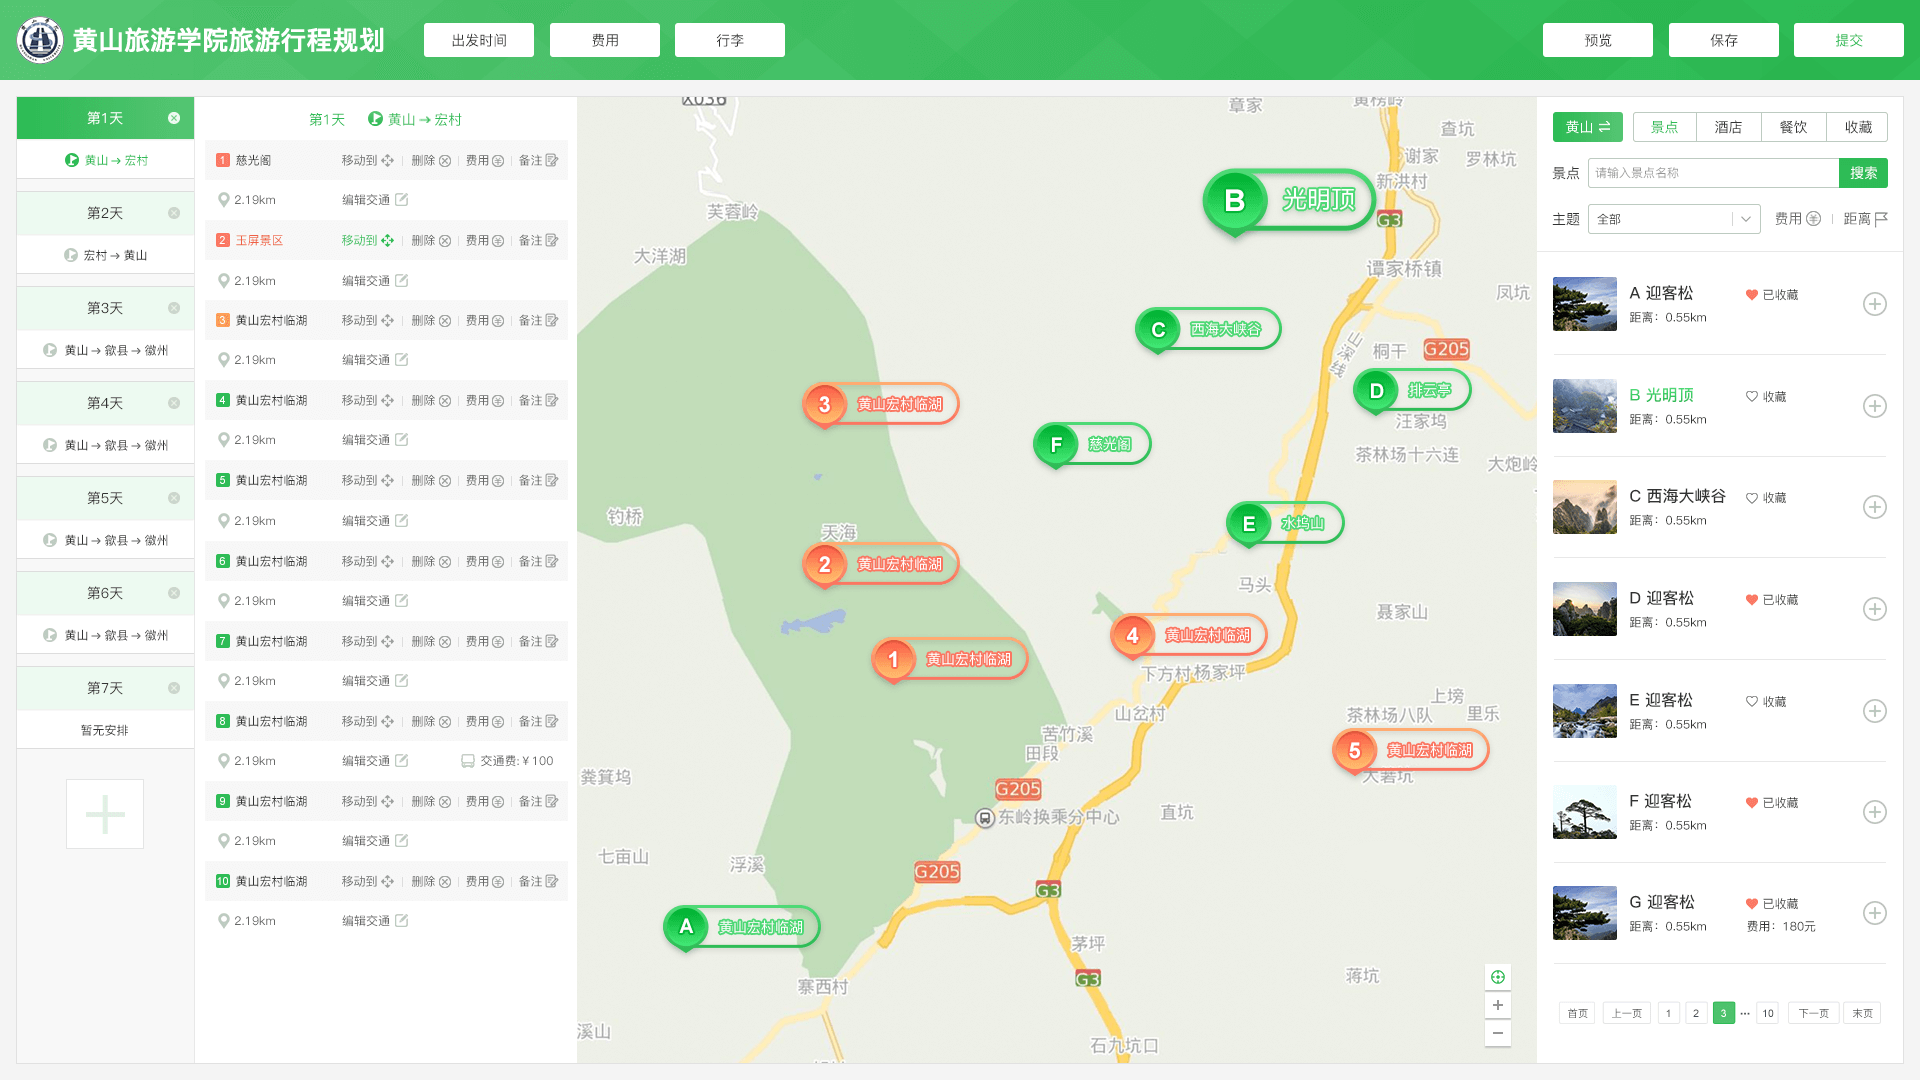 黄山旅游学院旅游行程规划
出发时间 费用 行李
预览 保存 提交
第1天
黄山→宏村
第2天
宏村→黄山
第3天
黄山→歙县→徽州
第4天
黄山→歙县→徽州
第5天
黄山→歙县→徽州
第6天
黄山→歙县→徽州
第7天
暂无安排
第1天 黄山→宏村
1 慈光阁 移动到 删除 费用 备注
2.19km 编辑交通
2 玉屏景区 移动到 删除 费用 备注
2.19km 编辑交通
3 黄山宏村临湖 移动到 删除 费用 备注
2.19km 编辑交通
4 黄山宏村临湖 移动到 删除 费用 备注
2.19km 编辑交通
5 黄山宏村临湖 移动到 删除 费用 备注
2.19km 编辑交通
6 黄山宏村临湖 移动到 删除 费用 备注
2.19km 编辑交通
7 黄山宏村临湖 移动到 删除 费用 备注
2.19km 编辑交通
8 黄山宏村临湖 移动到 删除 费用 备注
2.19km 编辑交通 交通费:¥100
9 黄山宏村临湖 移动到 删除 费用 备注
2.19km 编辑交通
10 黄山宏村临湖 移动到 删除 费用 备注
2.19km 编辑交通
X036
章家
黄榜岭
查坑
谢家
罗林坑
新洪村
B 光明顶
芙蓉岭
G3
大洋湖
谭家桥镇
凤坑
C 西海大峡谷
桐干
G205
D 排云亭
3 黄山宏村临湖
汪家坞
F 慈光阁
茶林场十六连
大炮岭
钓桥
E 水坞山
天海
2 黄山宏村临湖
马头
聂家山
4 黄山宏村临湖
1 黄山宏村临湖
下方村
杨家坪
上塝
山岔村
茶林场八队
里乐
苦竹溪
田段
5 黄山宏村临湖
粪箕坞
G205
直坑
东岭换乘分中心
七亩山
浮溪
G205
G3
A 黄山宏村临湖
茅坪
蒋坑
G3
寨西村
溪山
石九坑口
黄山 景点 酒店 餐饮 收藏
景点 请输入景点名称 搜索
主题 全部 费用 距离
A 迎客松 已收藏
距离：0.55km
B 光明顶 收藏
距离：0.55km
C 西海大峡谷 收藏
距离：0.55km
D 迎客松 已收藏
距离：0.55km
E 迎客松 收藏
距离：0.55km
F 迎客松 已收藏
距离：0.55km
G 迎客松 已收藏
距离：0.55km 费用：180元
首页 上一页 1 2 3 ··· 10 下一页 末页